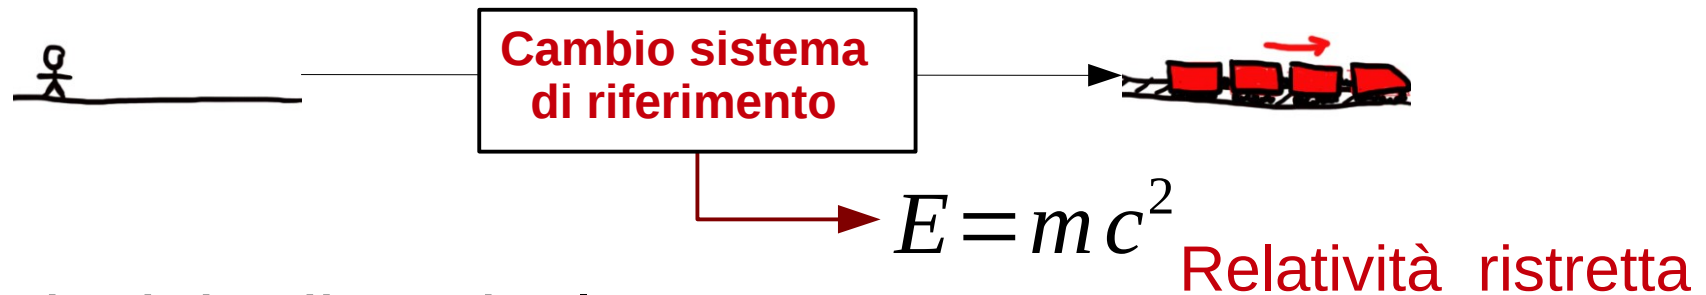 Cambio sistema
di riferimento
E=mc²
Relatività ristretta